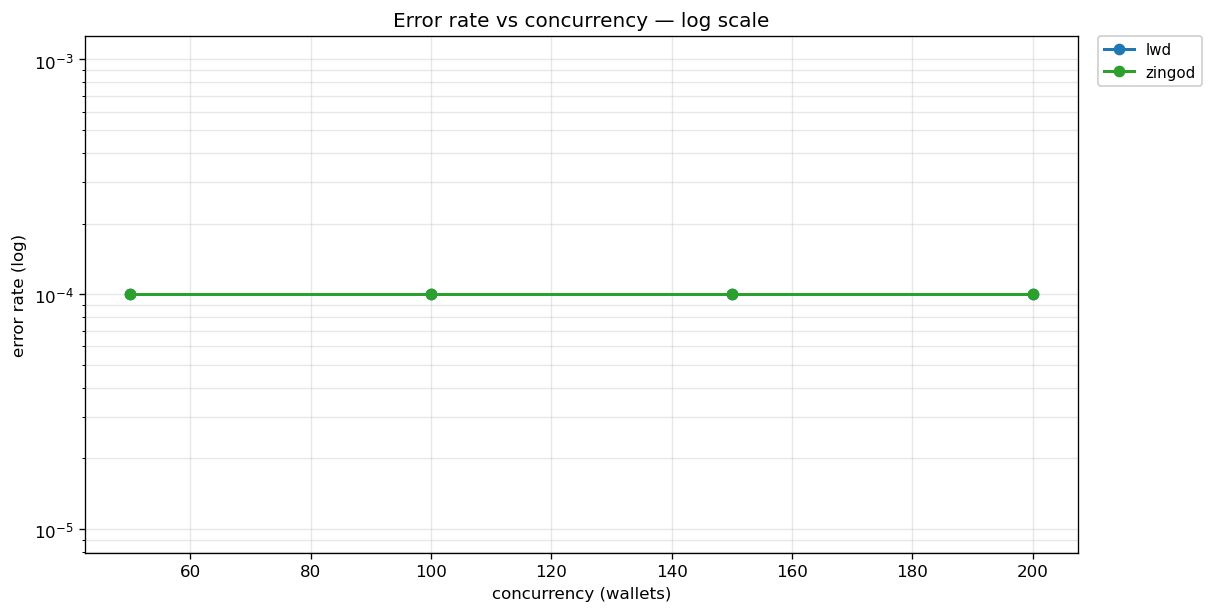 Error rate vs concurrency — log scale
lwd
zingod
error rate (log)
10⁻³
10⁻⁴
10⁻⁵
60 80 100 120 140 160 180 200
concurrency (wallets)